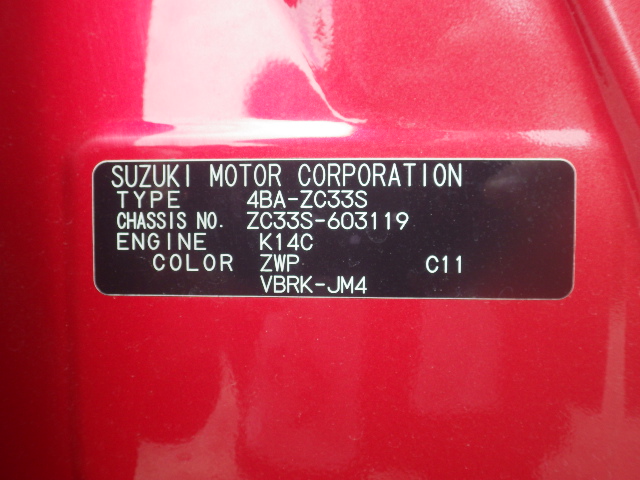 SUZUKI MOTOR CORPORATION
TYPE 4BA-ZC33S
CHASSIS NO. ZC33S-603119
ENGINE K14C
COLOR ZWP C11
VBRK-JM4